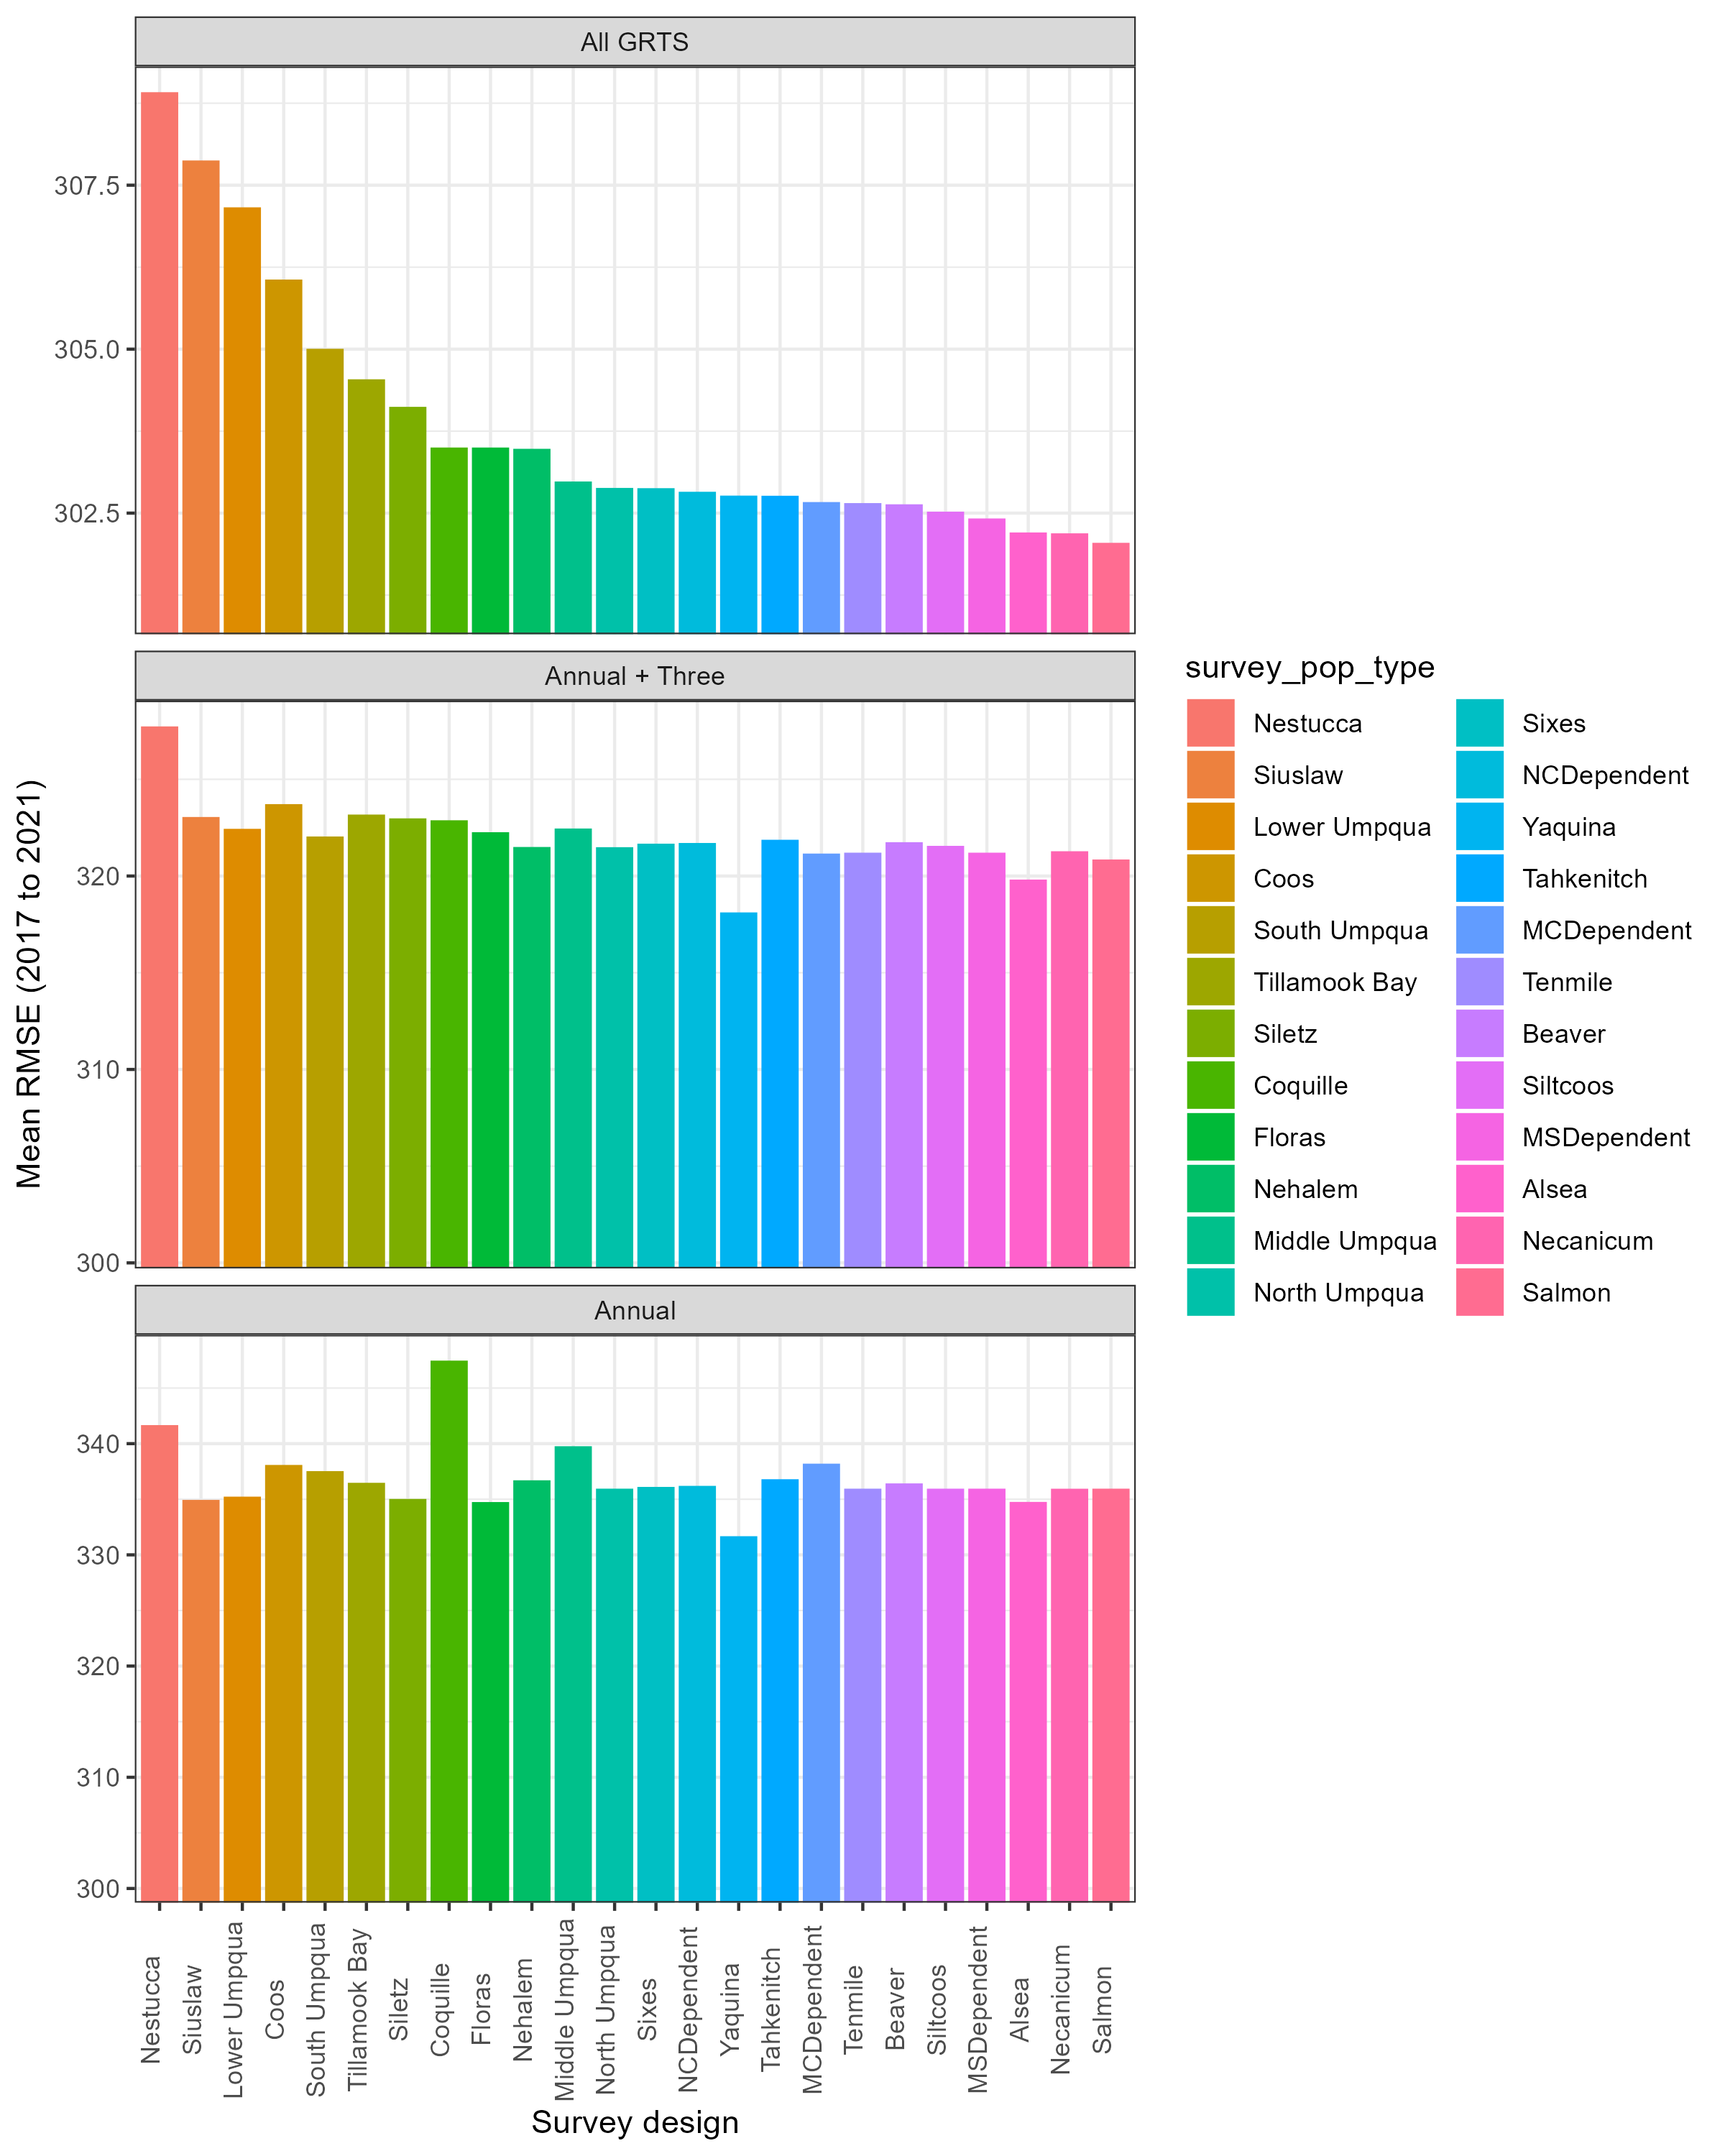 All GRTS
307.5
305.0
302.5
Annual + Three
320
310
300
Annual
340
330
320
310
300
Mean RMSE (2017 to 2021)
Nestucca
Siuslaw
Lower Umpqua
Coos
South Umpqua
Tillamook Bay
Siletz
Coquille
Floras
Nehalem
Middle Umpqua
North Umpqua
Sixes
NCDependent
Yaquina
Tahkenitch
MCDependent
Tenmile
Beaver
Siltcoos
MSDependent
Alsea
Necanicum
Salmon
Survey design
survey_pop_type
Nestucca
Siuslaw
Lower Umpqua
Coos
South Umpqua
Tillamook Bay
Siletz
Coquille
Floras
Nehalem
Middle Umpqua
North Umpqua
Sixes
NCDependent
Yaquina
Tahkenitch
MCDependent
Tenmile
Beaver
Siltcoos
MSDependent
Alsea
Necanicum
Salmon